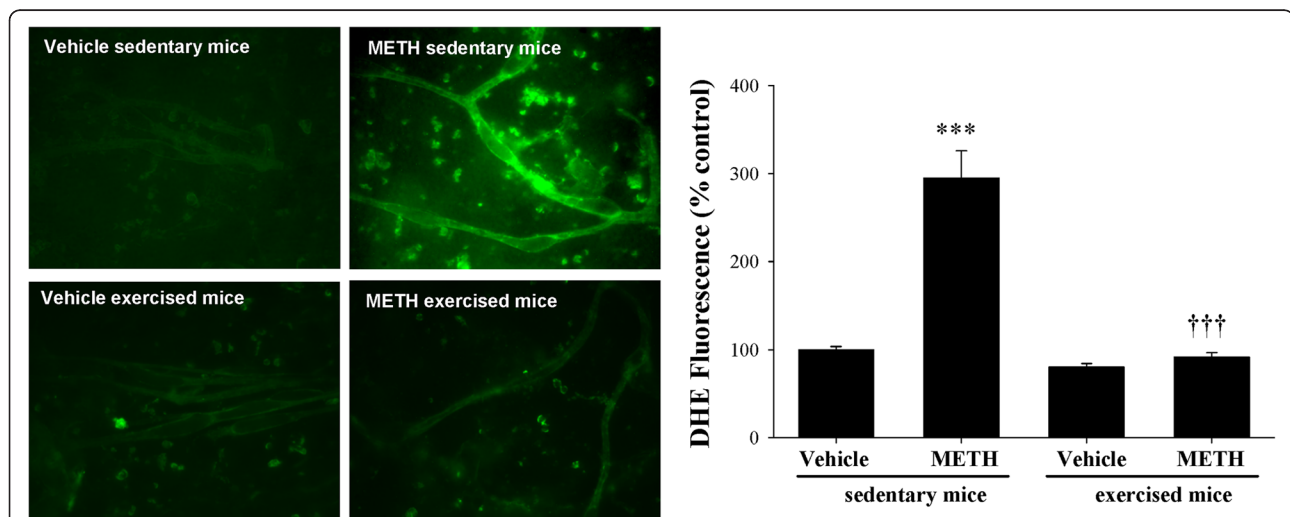 Vehicle sedentary mice
METH sedentary mice
Vehicle exercised mice
METH exercised mice
DHE Fluorescence (% control)
400
300
200
100
0
***
†††
Vehicle METH Vehicle METH
sedentary mice exercised mice